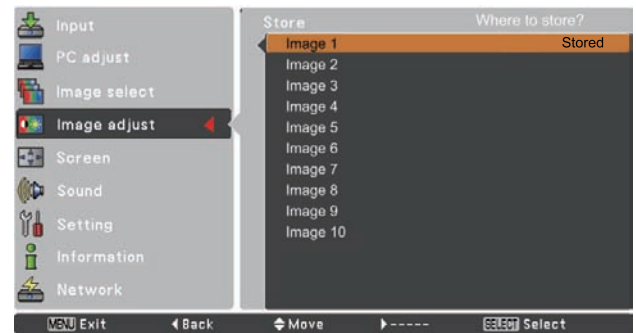 Input
PC adjust
Image select
Image adjust
Screen
Sound
Setting
Information
Network
Store Where to store?
Image 1 Stored
Image 2
Image 3
Image 4
Image 5
Image 6
Image 7
Image 8
Image 9
Image 10
MENU Exit Back Move ----- SELECT Select